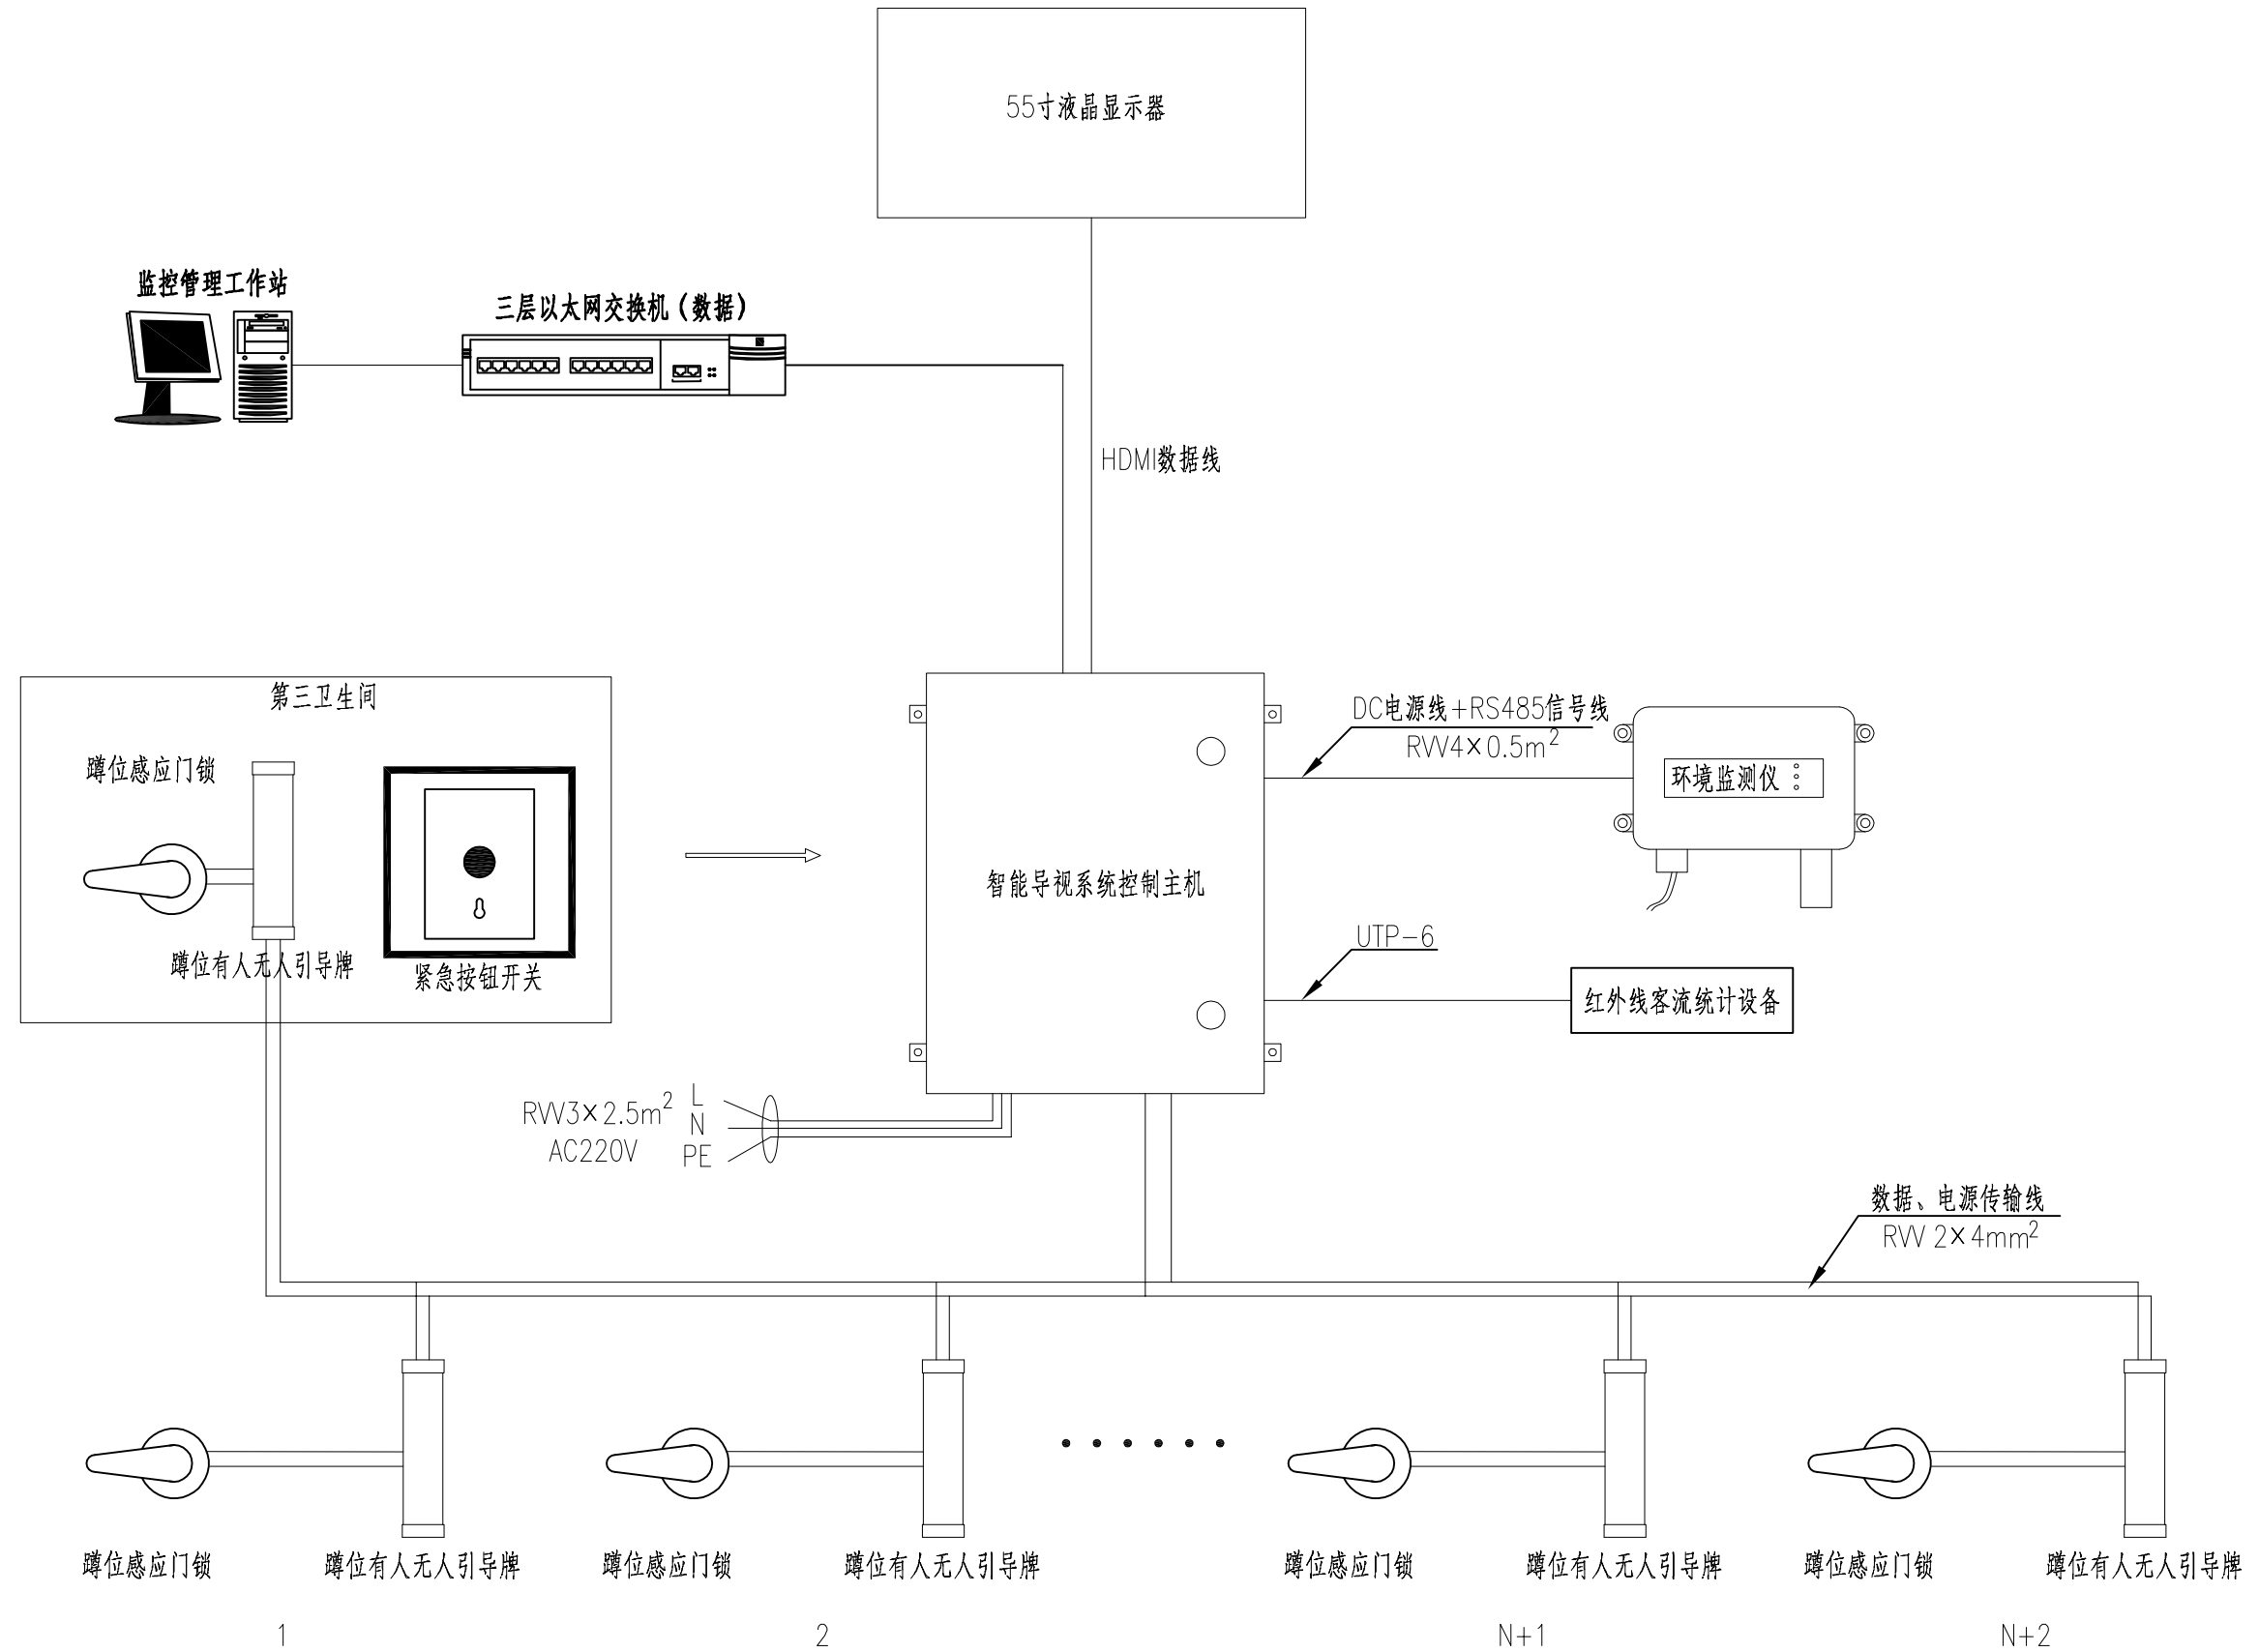 55寸液晶显示器
监控管理工作站
三层以太网交换机（数据）
HDMI数据线
第三卫生间
蹲位感应门锁
蹲位有人无人引导牌
紧急按钮开关
智能导视系统控制主机
DC电源线+RS485信号线
RVV4×0.5m²
环境监测仪
UTP-6
红外线客流统计设备
RVV3×2.5m²
AC220V
L
N
PE
数据、电源传输线
RVV 2×4mm²
蹲位感应门锁
蹲位有人无人引导牌
蹲位感应门锁
蹲位有人无人引导牌
蹲位感应门锁
蹲位有人无人引导牌
蹲位感应门锁
蹲位有人无人引导牌
1
2
N+1
N+2